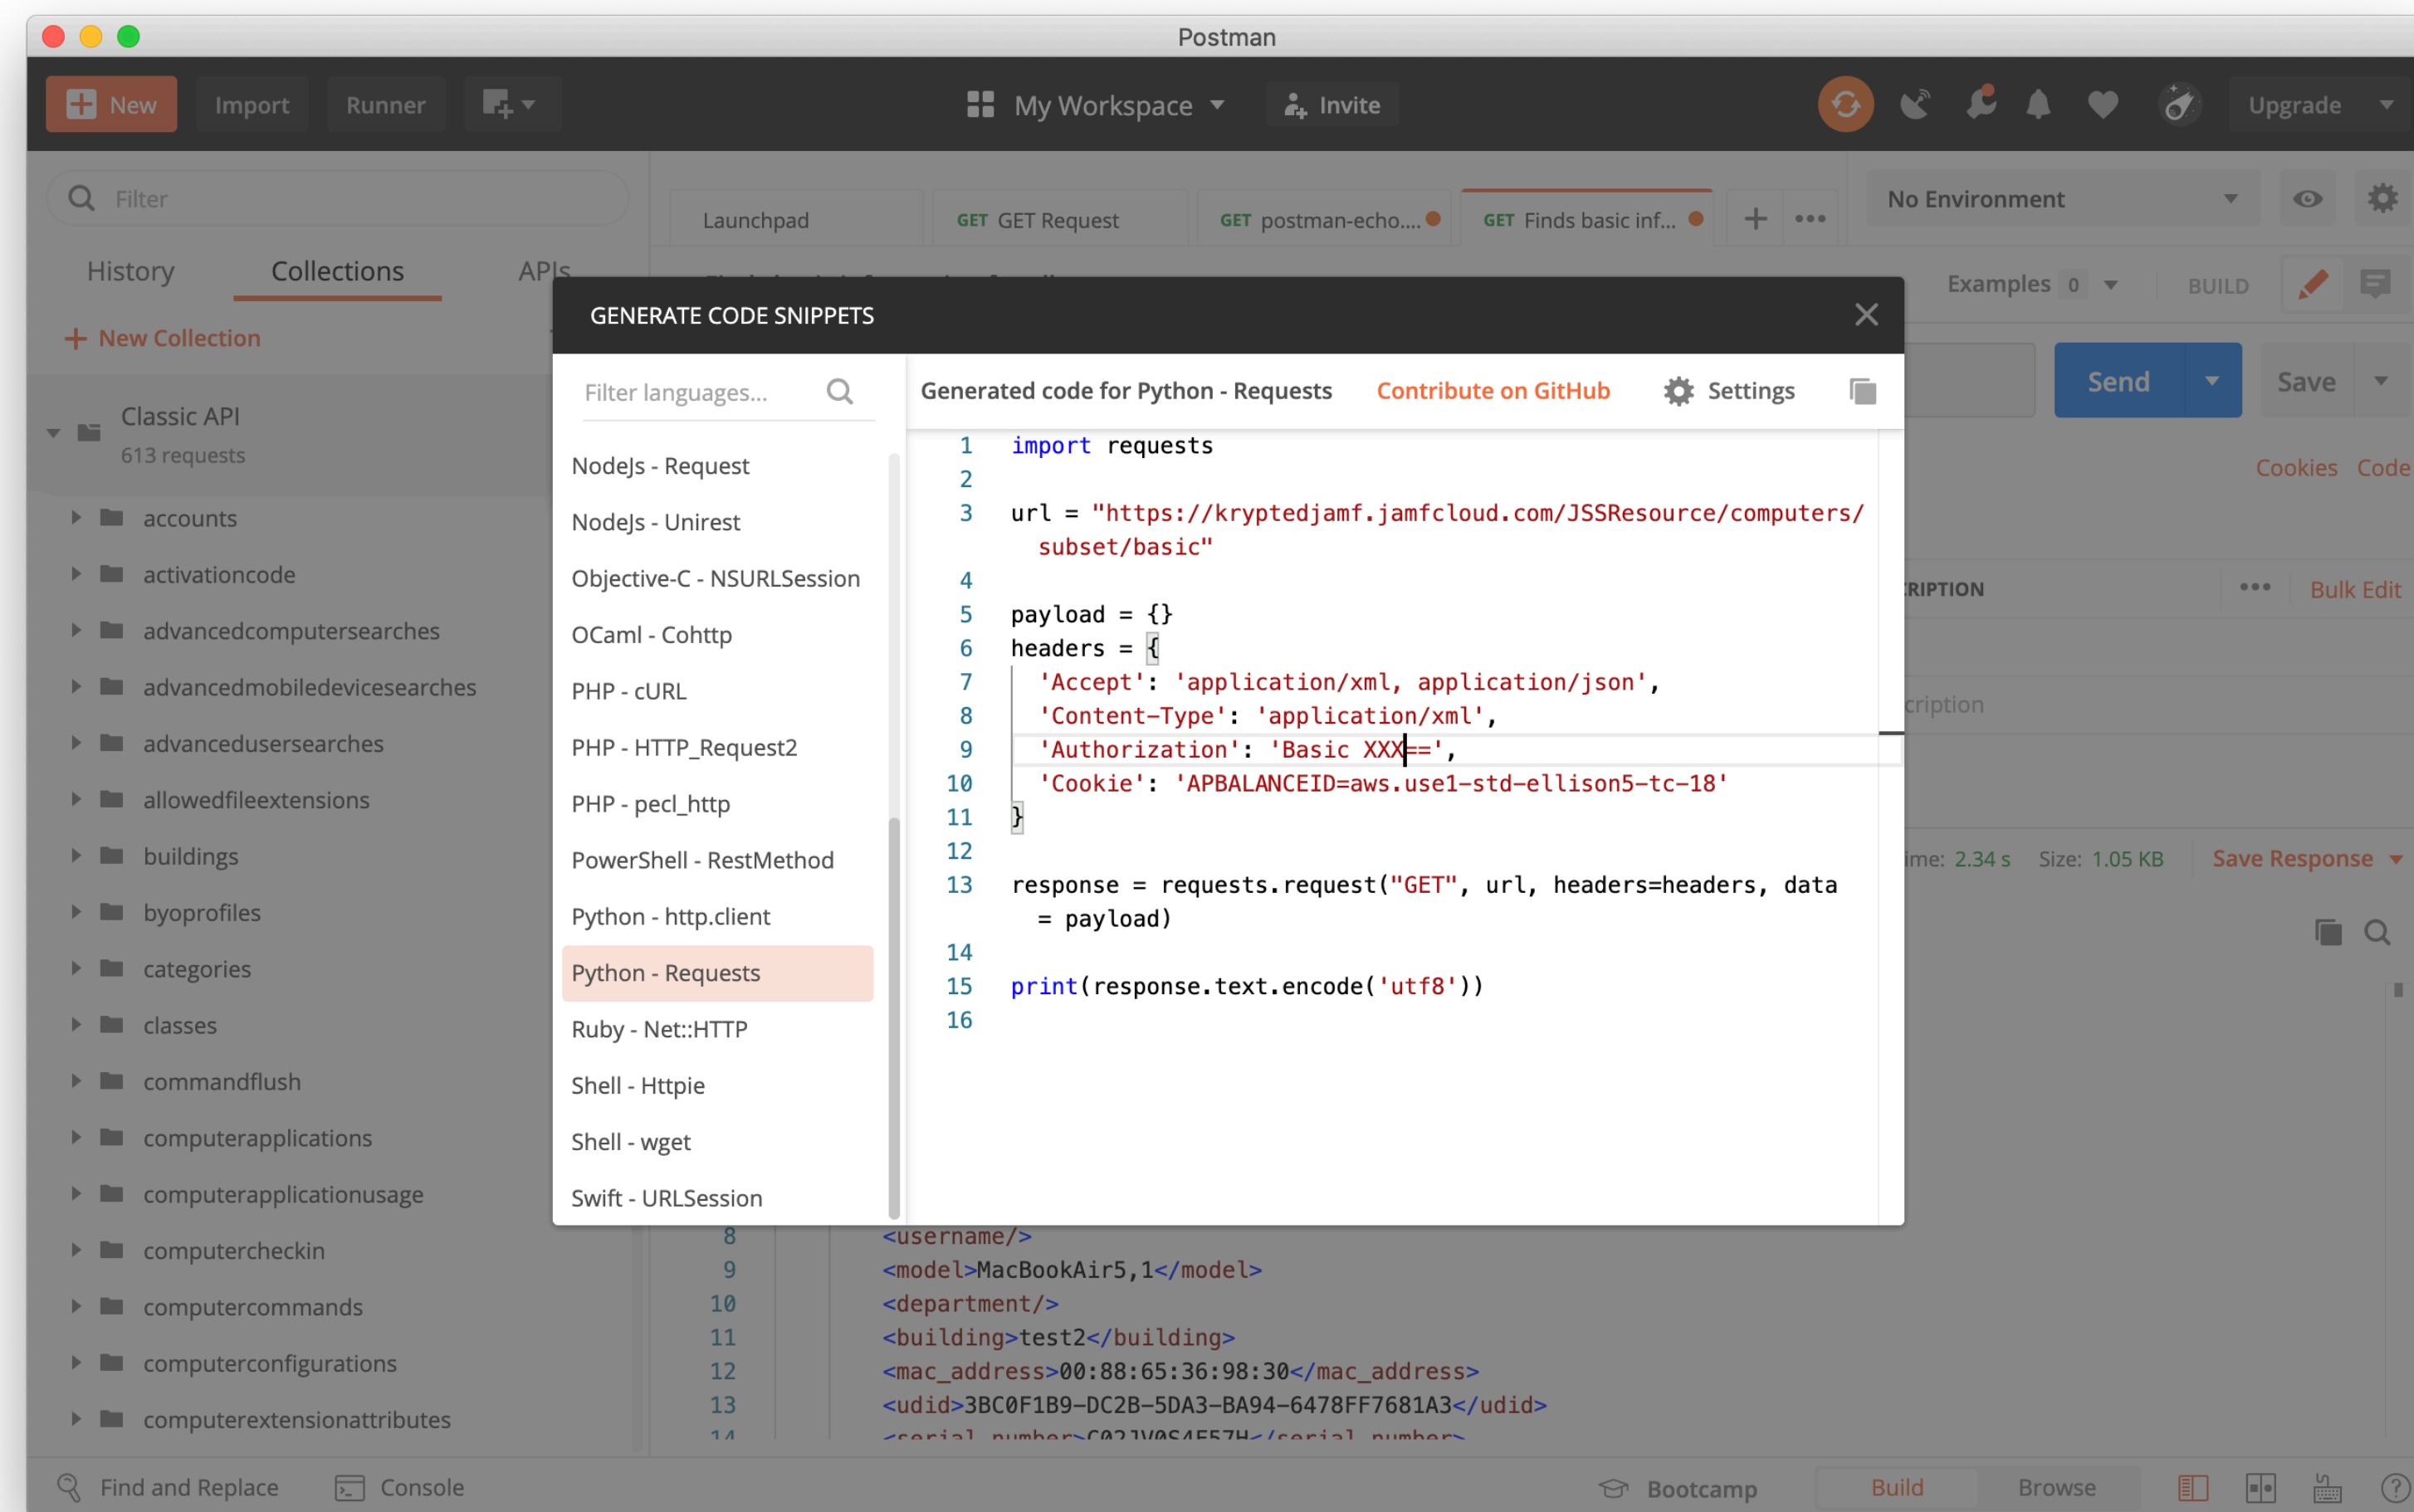 Postman
New
Import
Runner
My Workspace
Invite
Upgrade
Filter
Launchpad
GET GET Request
GET postman-echo....
GET Finds basic inf...
No Environment
History
Collections
APIs
Examples 0
BUILD
New Collection
GENERATE CODE SNIPPETS
Classic API
613 requests
Filter languages...
Generated code for Python - Requests
Contribute on GitHub
Settings
Send
Save
Cookies
Code
accounts
activationcode
advancedcomputersearches
advancedmobiledevicesearches
advancedusersearches
allowedfileextensions
buildings
byoprofiles
categories
classes
commandflush
computerapplications
computerapplicationusage
computercheckin
computercommands
computerconfigurations
computerextensionattributes
NodeJs - Request
NodeJs - Unirest
Objective-C - NSURLSession
OCaml - Cohttp
PHP - cURL
PHP - HTTP_Request2
PHP - pecl_http
PowerShell - RestMethod
Python - http.client
Python - Requests
Ruby - Net::HTTP
Shell - Httpie
Shell - wget
Swift - URLSession
1 import requests
2
3 url = "https://kryptedjamf.jamfcloud.com/JSSResource/computers/
subset/basic"
4
5 payload = {}
6 headers = {
7 'Accept': 'application/xml, application/json',
8 'Content-Type': 'application/xml',
9 'Authorization': 'Basic XXX==',
10 'Cookie': 'APBALANCEID=aws.use1-std-ellison5-tc-18'
11 }
12
13 response = requests.request("GET", url, headers=headers, data
= payload)
14
15 print(response.text.encode('utf8'))
16
CRIPTION
Bulk Edit
cription
ime: 2.34 s
Size: 1.05 KB
Save Response
8 <username/>
9 <model>MacBookAir5,1</model>
10 <department/>
11 <building>test2</building>
12 <mac_address>00:88:65:36:98:30</mac_address>
13 <udid>3BC0F1B9-DC2B-5DA3-BA94-6478FF7681A3</udid>
14
Find and Replace
Console
Bootcamp
Build
Browse